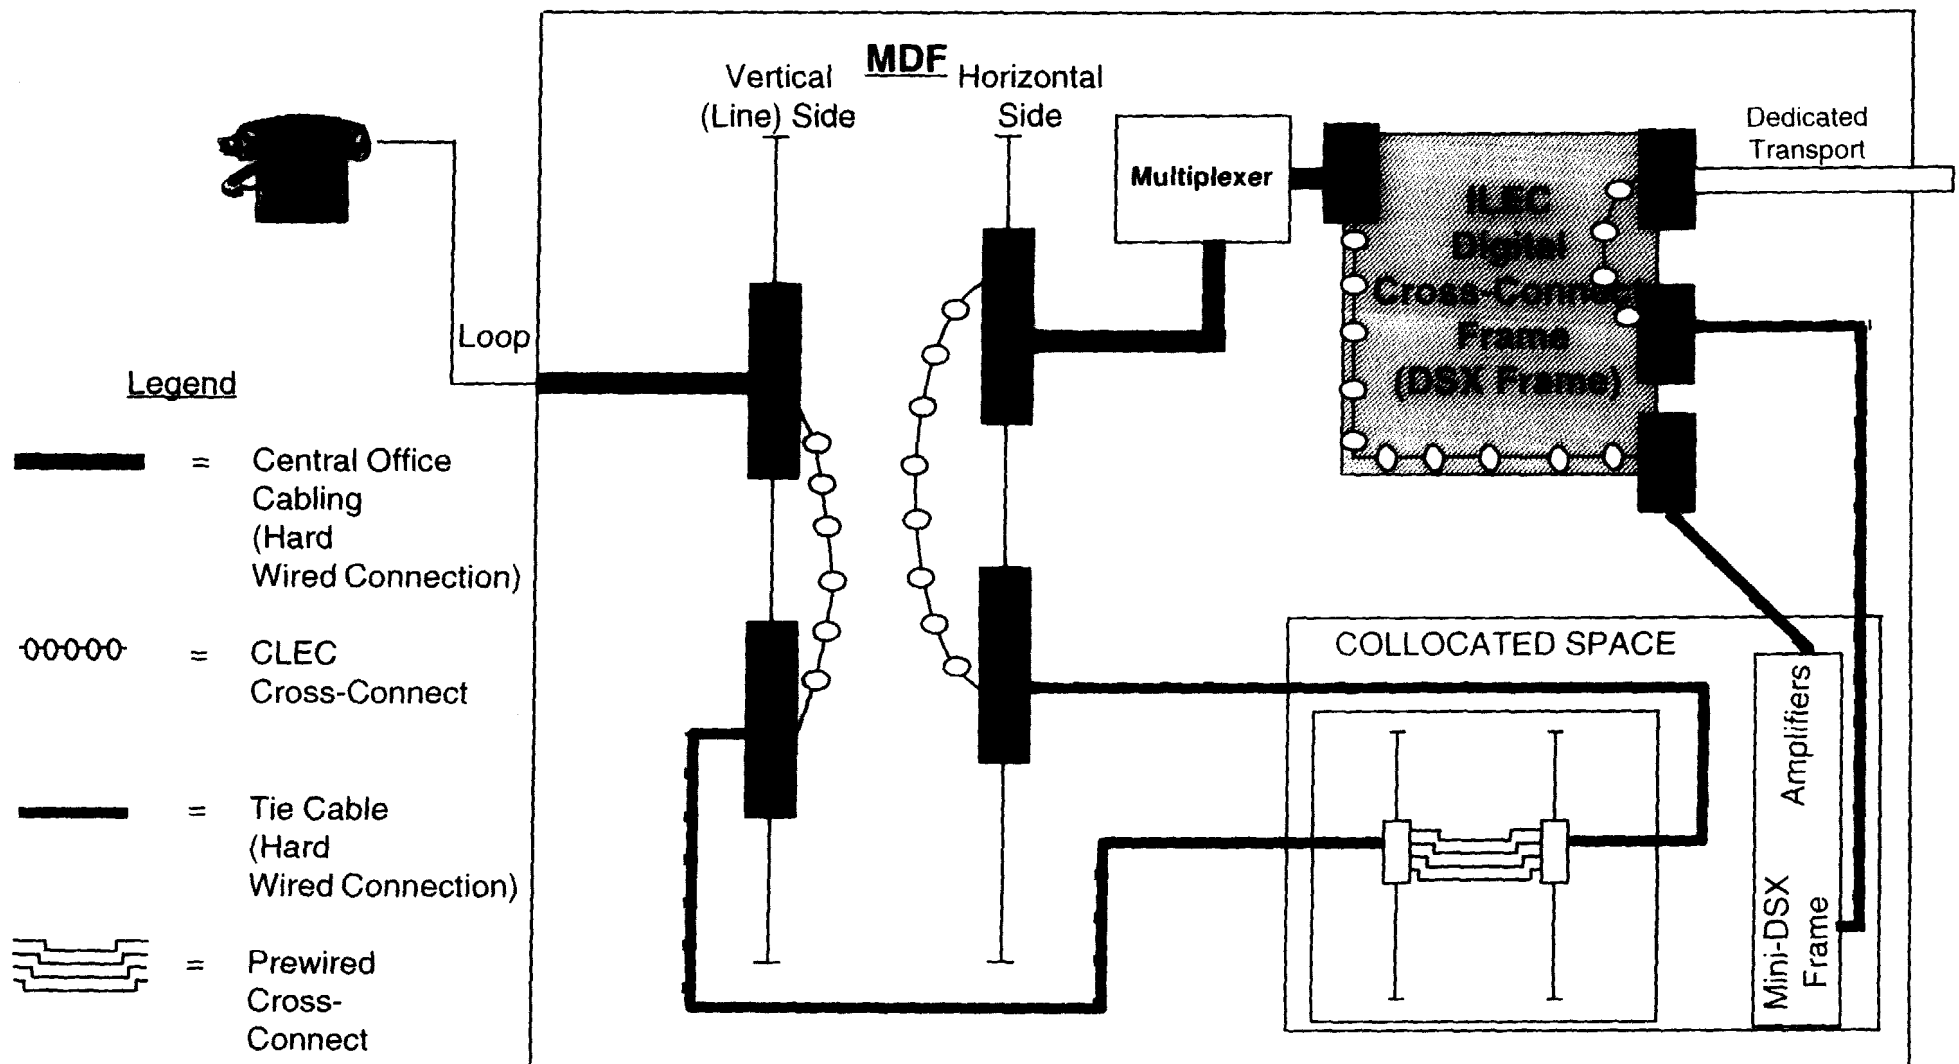 MDF
Vertical
(Line) Side
Horizontal
Side
Multiplexer
ILEC
Digital
Cross-Connect
Frame
(DSX Frame)
Dedicated
Transport
Loop
Legend
= Central Office
Cabling
(Hard
Wired Connection)
= CLEC
Cross-Connect
= Tie Cable
(Hard
Wired Connection)
= Prewired
Cross-
Connect
COLLOCATED SPACE
Amplifiers
Mini-DSX
Frame